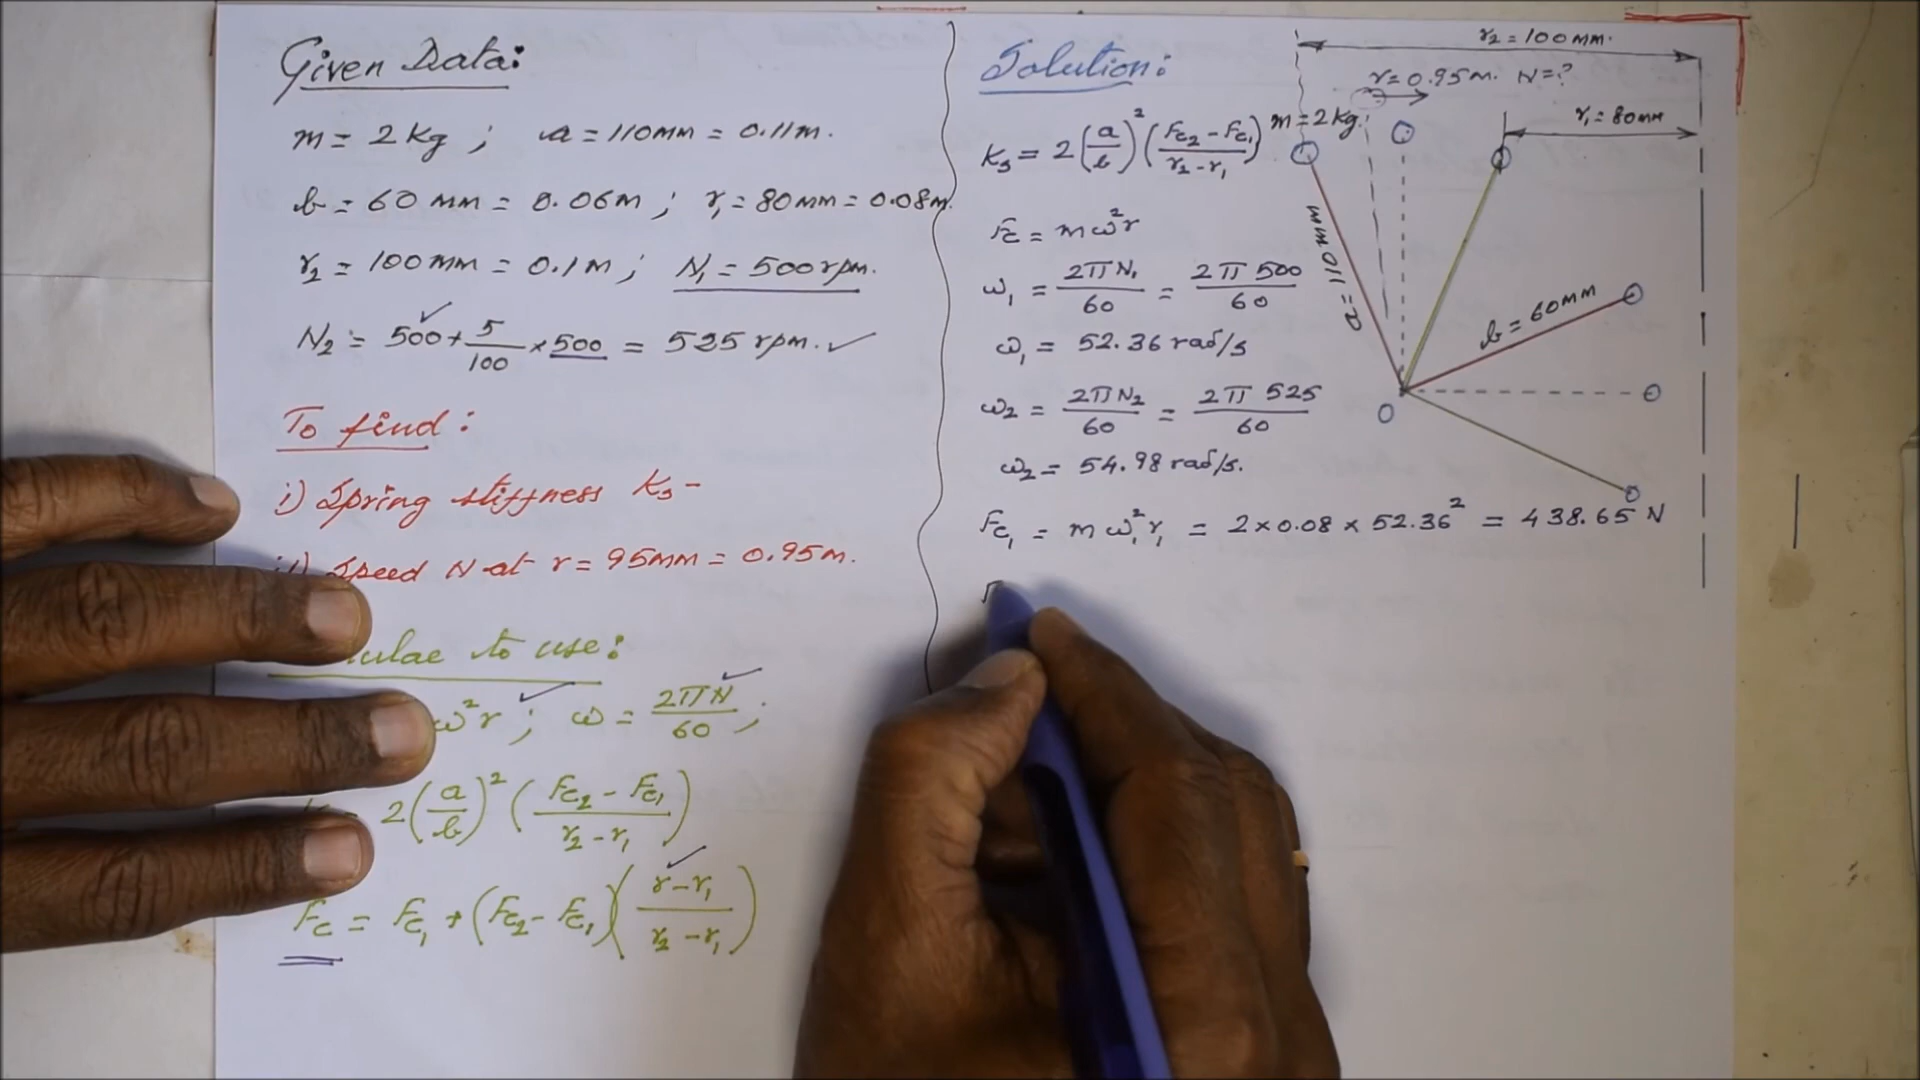 Given Data:
m = 2 kg ; a = 110mm = 0.11m.
b = 60 mm = 0.06m ; r₁ = 80mm = 0.08m.
r₂ = 100mm = 0.1m ; N₁ = 500 rpm.
N₂ = 500 + 5/100 × 500 = 525 rpm. ✓
To find:
i) Spring stiffness Ks -
Speed N at r = 95mm = 0.95m.
ulae to use:
ω²r ; ω = 2πN/60 ;
2(a/b)² (Fc₂ - Fc₁ / r₂ - r₁)
Fc = Fc₁ + (Fc₂ - Fc₁)(r - r₁ / r₂ - r₁)
Solution:
Ks = 2(a/b)² (Fc₂ - Fc₁ / r₂ - r₁)
Fc = mω²r
ω₁ = 2πN₁/60 = 2π 500/60
ω₁ = 52.36 rad/s
ω₂ = 2πN₂/60 = 2π 525/60
ω₂ = 54.98 rad/s.
Fc₁ = mω₁²r₁ = 2×0.08×52.36² = 438.65 N
r₂ = 100mm.
r = 0.95m. N = ?
r₁ = 80mm
m = 2kg.
a = 110mm
b = 60mm
O